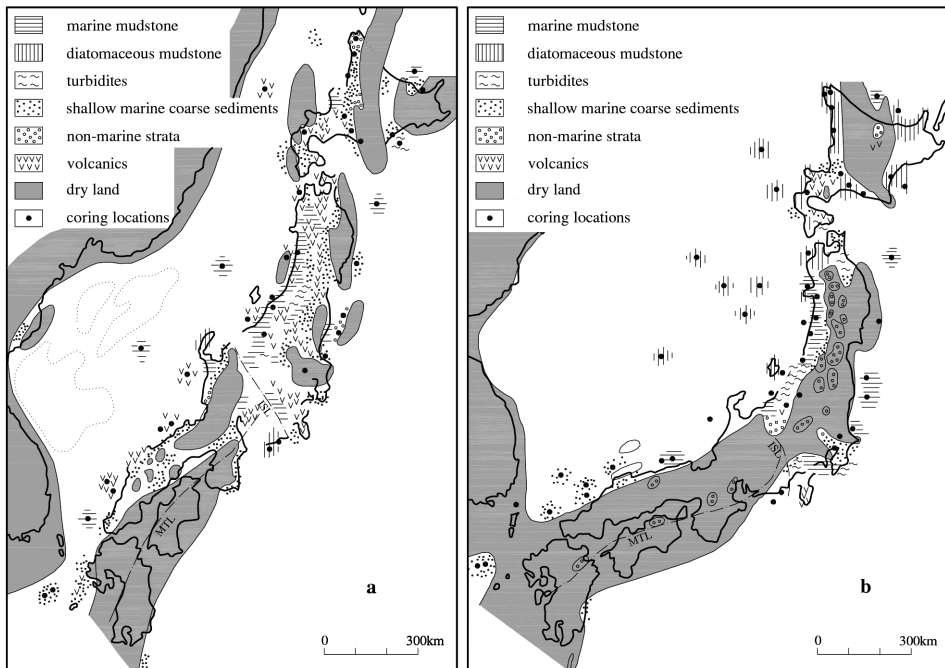 marine mudstone
diatomaceous mudstone
turbidites
shallow marine coarse sediments
non-marine strata
volcanics
dry land
coring locations
ISL
MTL
a
0 300km
marine mudstone
diatomaceous mudstone
turbidites
shallow marine coarse sediments
non-marine strata
volcanics
dry land
coring locations
ISL
MTL
b
0 300km